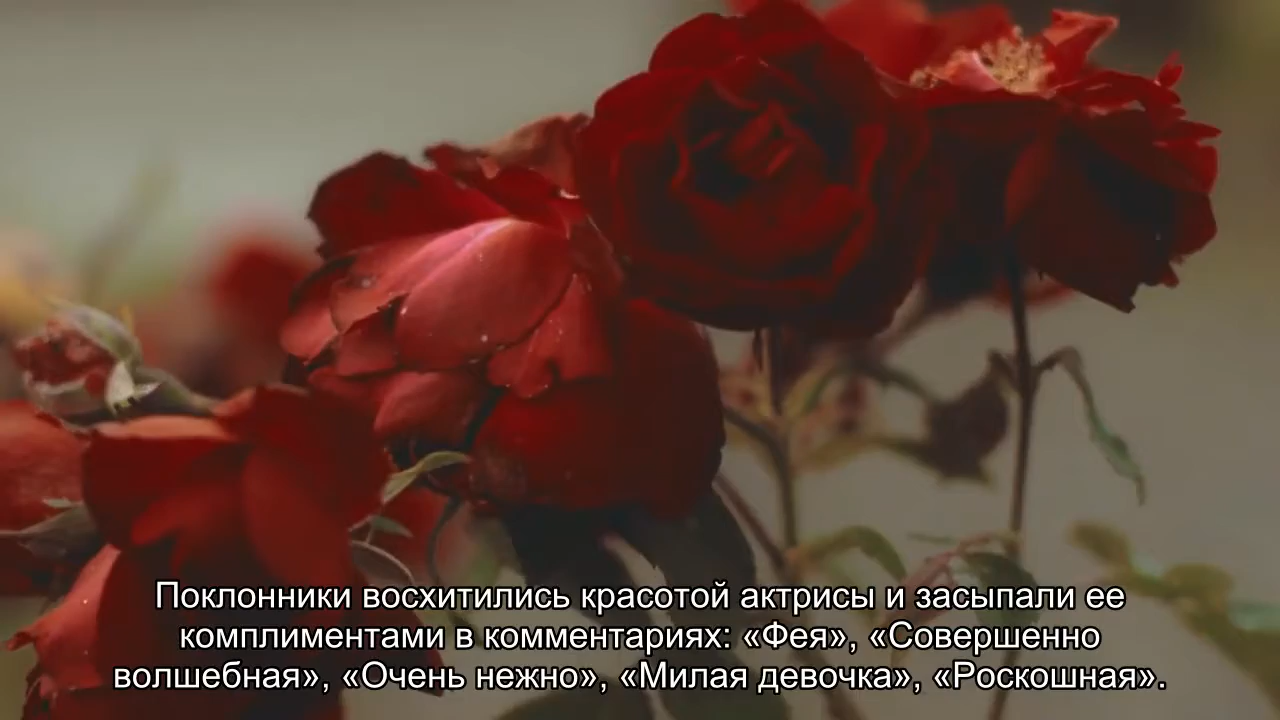 Поклонники восхитились красотой актрисы и засыпали ее
комплиментами в комментариях: «Фея», «Совершенно
волшебная», «Очень нежно», «Милая девочка», «Роскошная».